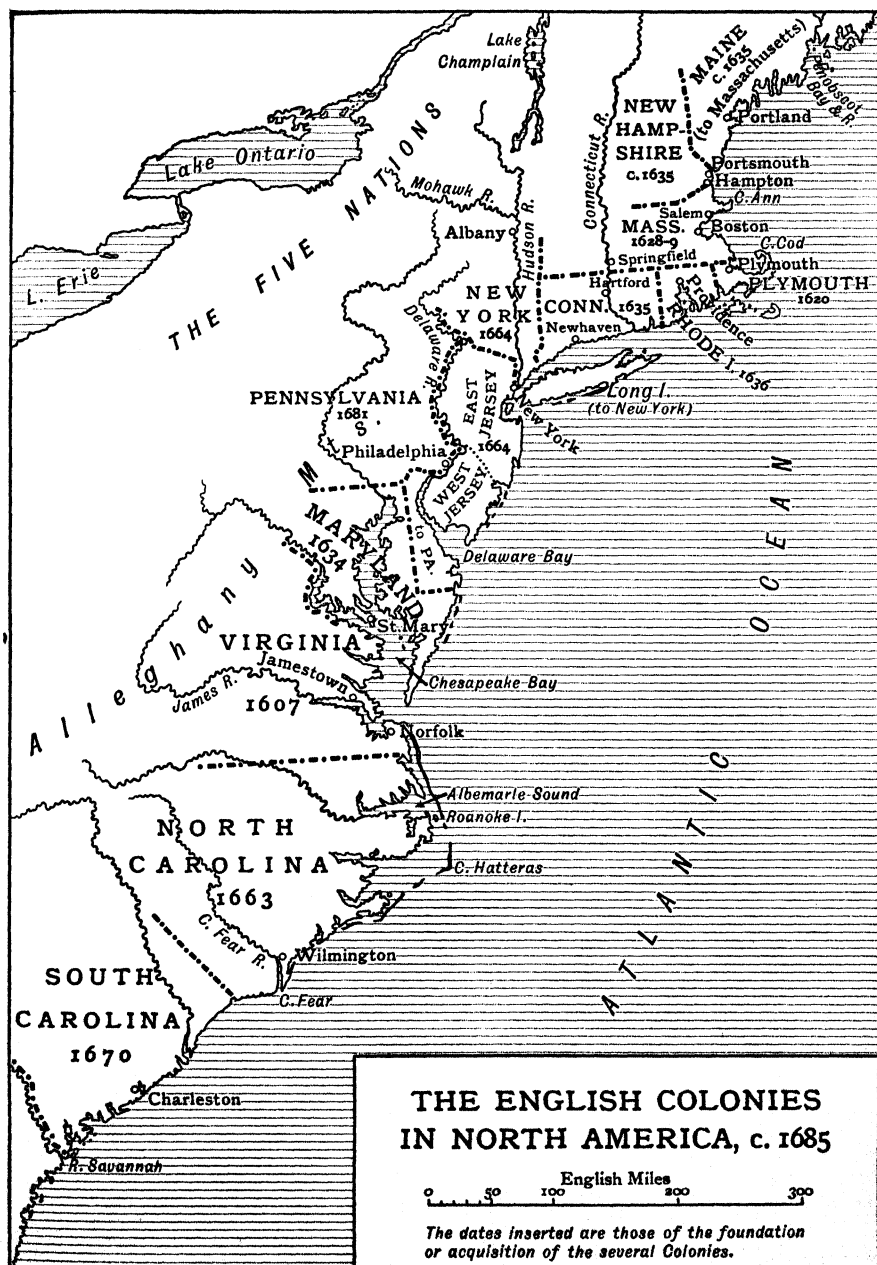 Lake
Champlain
MAINE
c. 1635
(to Massachusetts)
Penobscot
Bay & R.
NEW
HAMP-
SHIRE
c. 1635
Portland
Connecticut R.
Lake Ontario
Portsmouth
Hampton
C. Ann
Mohawk R.
Salem
MASS.
1628-9
Boston
Albany
Hudson R.
C. Cod
L. Erie
Springfield
Plymouth
THE FIVE NATIONS
Hartford
PLYMOUTH
1620
NEW
YORK
1664
CONN.
1635
Providence
RHODE I. 1636
Newhaven
Delaware R.
PENNSYLVANIA
1681
S.
EAST
JERSEY
1664
Long I.
(to New York)
New York
Philadelphia
WEST
JERSEY
M
MARYLAND
1634
to PA.
Delaware Bay
Alleghany
St. Mary
VIRGINIA
1607
Jamestown
James R.
Chesapeake Bay
Norfolk
ATLANTIC OCEAN
Albemarle Sound
Roanoke I.
NORTH
CAROLINA
1663
C. Hatteras
C. Fear R.
Wilmington
C. Fear
SOUTH
CAROLINA
1670
Charleston
R. Savannah
THE ENGLISH COLONIES
IN NORTH AMERICA, c. 1685
English Miles
0 50 100 200 300
The dates inserted are those of the foundation
or acquisition of the several Colonies.